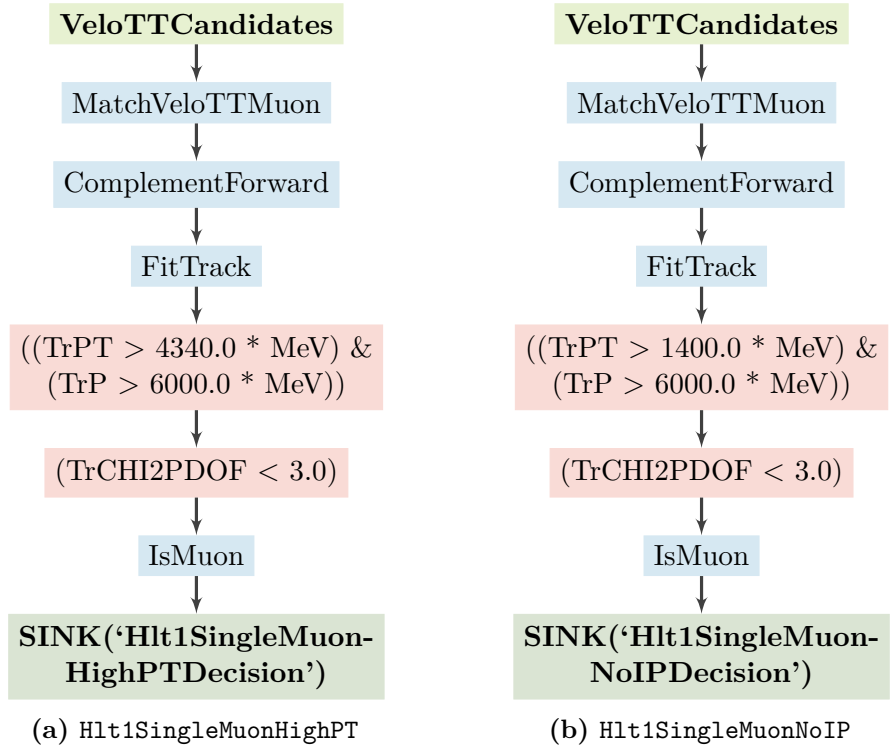 VeloTTCandidates
MatchVeloTTMuon
ComplementForward
FitTrack
((TrPT > 4340.0 * MeV) &
(TrP > 6000.0 * MeV))
(TrCHI2PDOF < 3.0)
IsMuon
SINK(‘Hlt1SingleMuon-
HighPTDecision’)
(a) Hlt1SingleMuonHighPT
VeloTTCandidates
MatchVeloTTMuon
ComplementForward
FitTrack
((TrPT > 1400.0 * MeV) &
(TrP > 6000.0 * MeV))
(TrCHI2PDOF < 3.0)
IsMuon
SINK(‘Hlt1SingleMuon-
NoIPDecision’)
(b) Hlt1SingleMuonNoIP